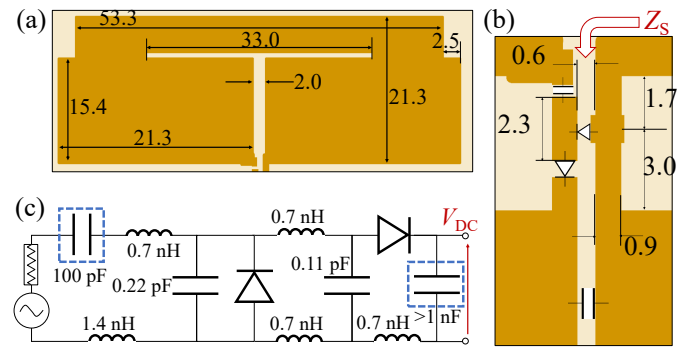 (a)
53.3
33.0
2.5
2.0
15.4
21.3
21.3
(b)
Z_S
0.6
1.7
2.3
3.0
0.9
(c)
0.7 nH
V_DC
0.7 nH
100 pF
0.22 pF
0.11 pF
>1 nF
1.4 nH
0.7 nH
0.7 nH